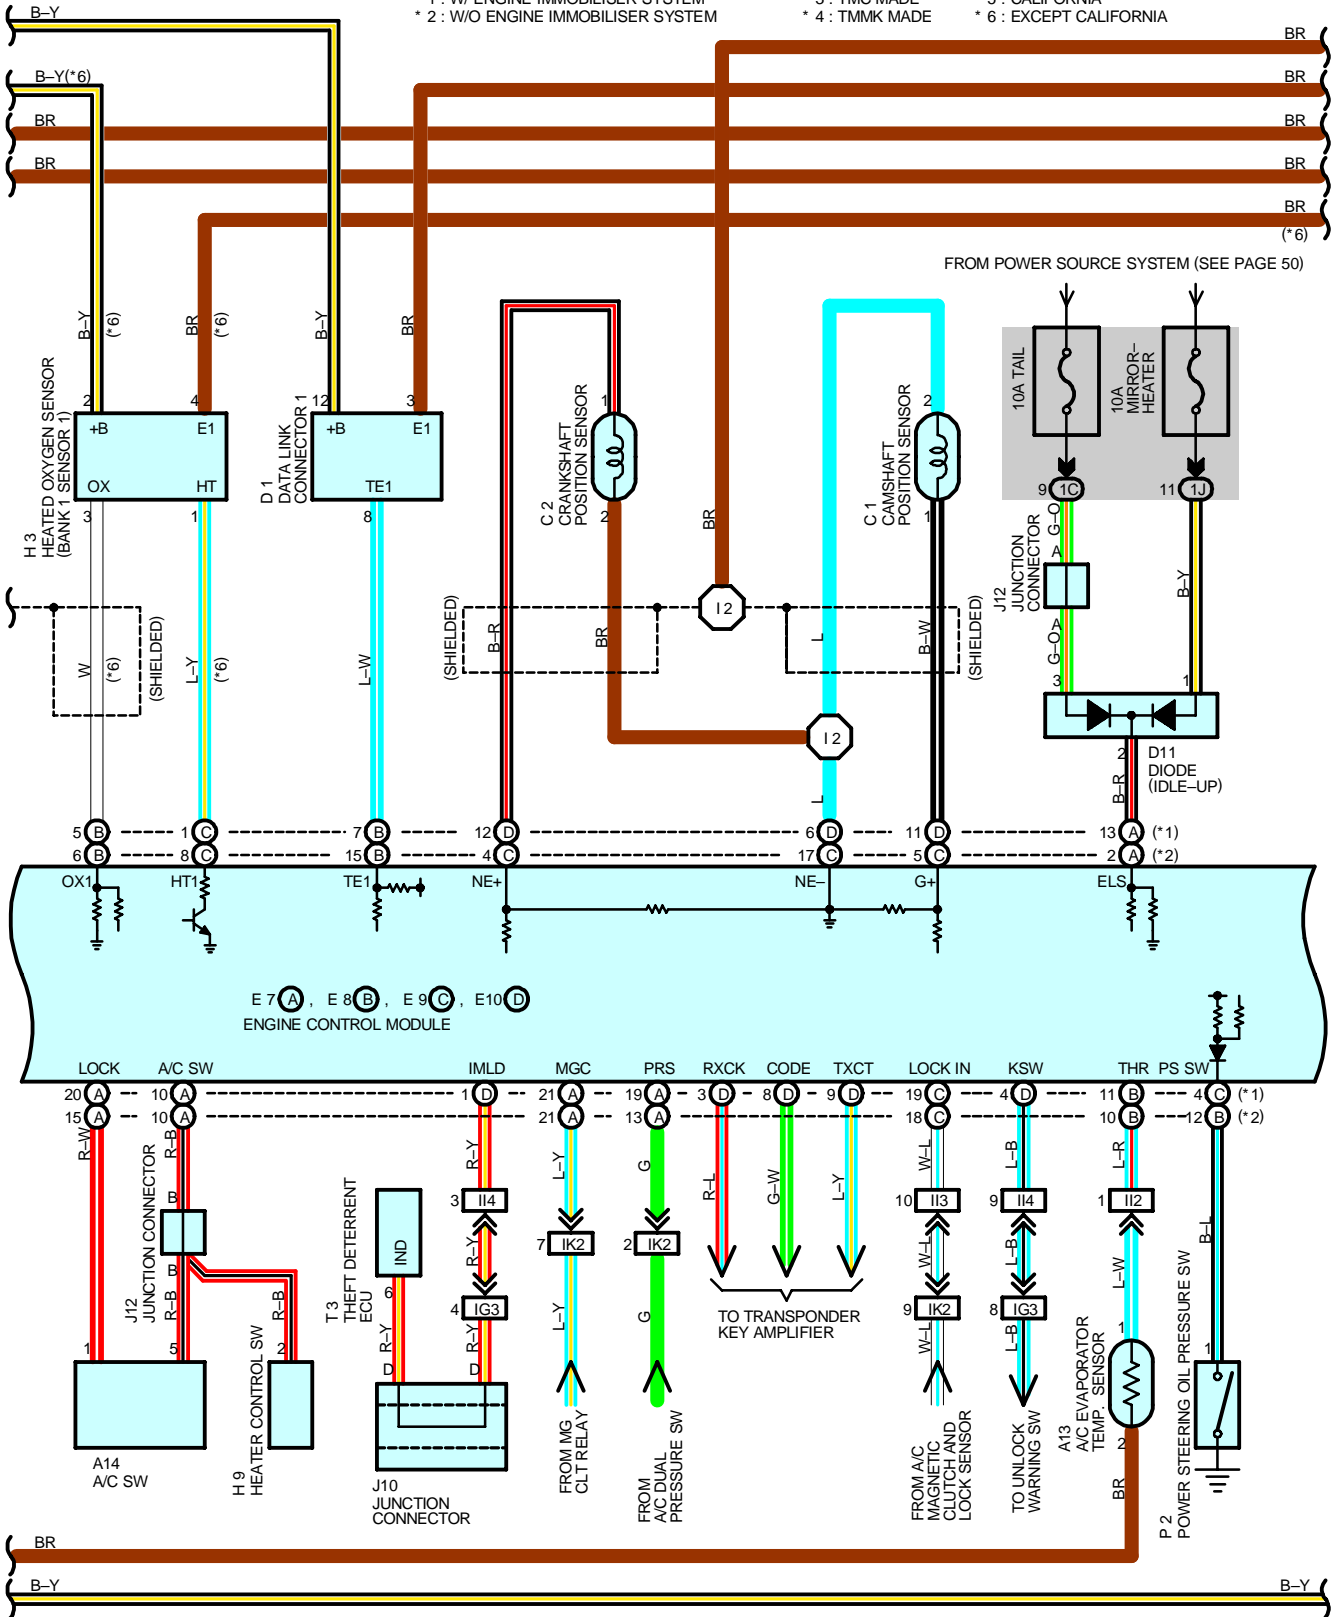 * 1 : W/ ENGINE IMMOBILISER SYSTEM
* 3 : TMC MADE
* 5 : CALIFORNIA
* 2 : W/O ENGINE IMMOBILISER SYSTEM
* 4 : TMMK MADE
* 6 : EXCEPT CALIFORNIA
B–Y
BR
B–Y(*6)
BR
BR
BR
BR
BR
BR
(*6)
FROM POWER SOURCE SYSTEM (SEE PAGE 50)
B–Y
(*6)
BR
(*6)
B–Y
BR
10A TAIL
10A
MIRROR–
HEATER
H 3
HEATED OXYGEN SENSOR
(BANK 1 SENSOR 1)
2
4
+B
E1
OX
HT
3
1
D 1
DATA LINK
CONNECTOR 1
12
3
+B
E1
TE1
8
C 2
CRANKSHAFT
POSITION SENSOR
1
2
C 1
CAMSHAFT
POSITION SENSOR
2
1
9
1C
11
1J
G–O
A
J12
JUNCTION
CONNECTOR
A
G–O
B–Y
BR
I 2
3
1
W
(*6)
(SHIELDED)
L–Y
(*6)
L–W
(SHIELDED)
B–R
BR
L
B–W
(SHIELDED)
I 2
2
D11
DIODE
(IDLE–UP)
B–R
L
5 B
1 C
7 B
12 D
6 D
11 D
13 A (*1)
6 B
8 C
15 B
4 C
17 C
5 C
2 A (*2)
OX1
HT1
TE1
NE+
NE–
G+
ELS
E 7 A , E 8 B , E 9 C , E10 D
ENGINE CONTROL MODULE
LOCK
A/C SW
IMLD
MGC
PRS
RXCK
CODE
TXCT
LOCK IN
KSW
THR
PS SW
20 A
10 A
1 D
21 A
19 A
3 D
8 D
9 D
19 C
4 D
11 B
4 C (*1)
15 A
10 A
21 A
13 A
18 C
10 B
12 B (*2)
R–W
R–B
R–Y
L–Y
G
R–L
G–W
L–Y
W–L
L–B
L–R
B–L
J12
JUNCTION CONNECTOR
B
B
R–B
R–B
T 3
THEFT DETERRENT
ECU
IND
6
R–Y
3 II4
R–Y
4 IG3
R–Y
D
D
7 IK2
L–Y
2 IK2
G
10 II3
W–L
9 IK2
W–L
9 II4
L–B
8 IG3
L–B
1 II2
L–W
1
TO TRANSPONDER
KEY AMPLIFIER
1
5
2
H 9
HEATER CONTROL SW
A14
A/C SW
J10
JUNCTION
CONNECTOR
FROM MG
CLT RELAY
FROM
A/C DUAL
PRESSURE SW
FROM A/C
MAGNETIC
CLUTCH AND
LOCK SENSOR
TO UNLOCK
WARNING SW
A13
A/C EVAPORATOR
TEMP. SENSOR
2
BR
P 2
POWER STEERING OIL PRESSURE SW
1
BR
B–Y
B–Y